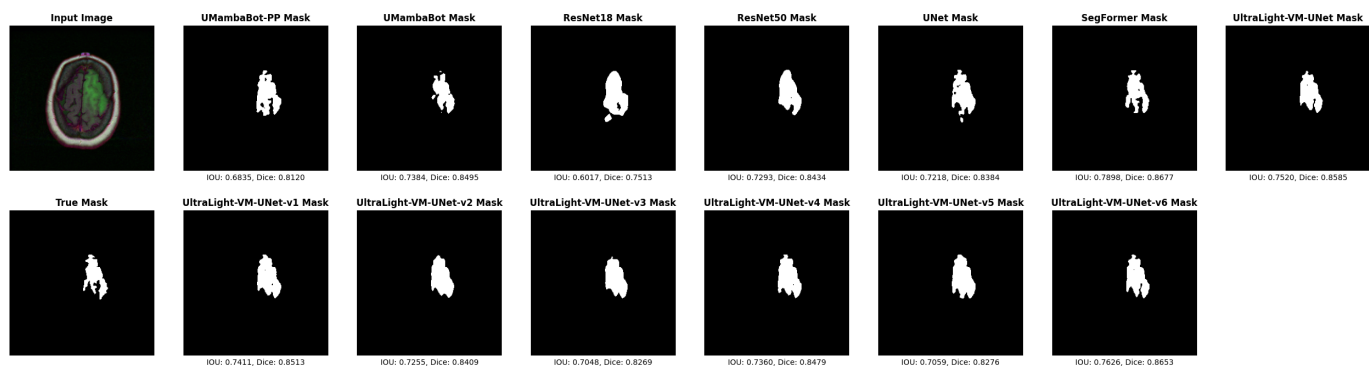 Input Image
UMambaBot-PP Mask
UMambaBot Mask
ResNet18 Mask
ResNet50 Mask
UNet Mask
SegFormer Mask
UltraLight-VM-UNet Mask
IOU: 0.6835, Dice: 0.8120
IOU: 0.7384, Dice: 0.8495
IOU: 0.6017, Dice: 0.7513
IOU: 0.7293, Dice: 0.8434
IOU: 0.7218, Dice: 0.8384
IOU: 0.7898, Dice: 0.8677
IOU: 0.7520, Dice: 0.8585
True Mask
UltraLight-VM-UNet-v1 Mask
UltraLight-VM-UNet-v2 Mask
UltraLight-VM-UNet-v3 Mask
UltraLight-VM-UNet-v4 Mask
UltraLight-VM-UNet-v5 Mask
UltraLight-VM-UNet-v6 Mask
IOU: 0.7411, Dice: 0.8513
IOU: 0.7255, Dice: 0.8409
IOU: 0.7048, Dice: 0.8269
IOU: 0.7360, Dice: 0.8479
IOU: 0.7059, Dice: 0.8276
IOU: 0.7626, Dice: 0.8653